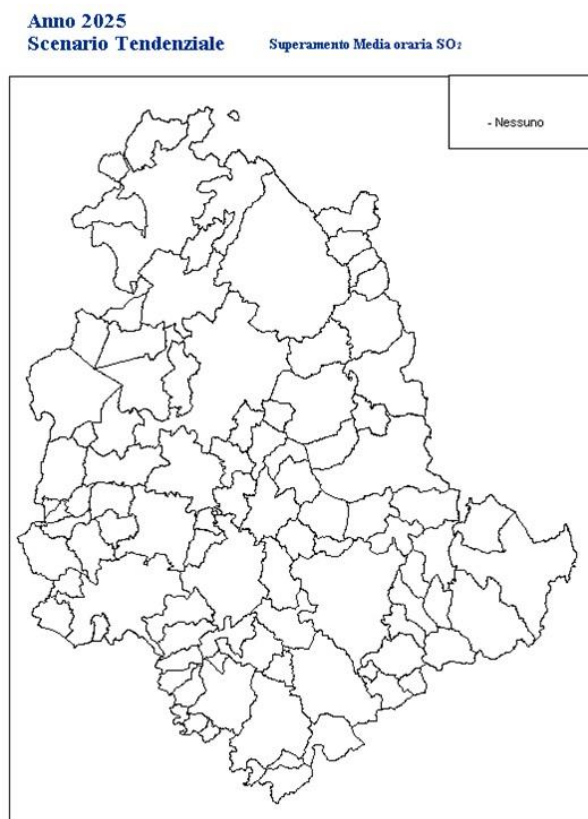 Anno 2025
Scenario Tendenziale Superamento Media oraria SO₂
- Nessuno